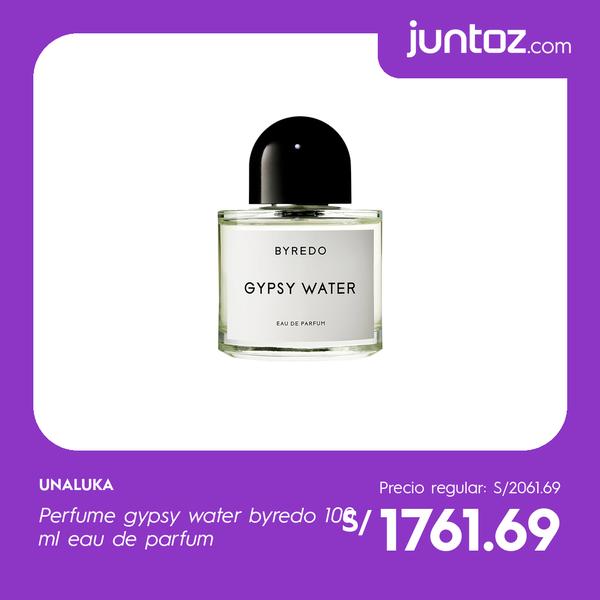 juntoz.com
BYREDO
GYPSY WATER
EAU DE PARFUM
UNALUKA
Perfume gypsy water byredo 100
ml eau de parfum
Precio regular: S/2061.69
S/ 1761.69